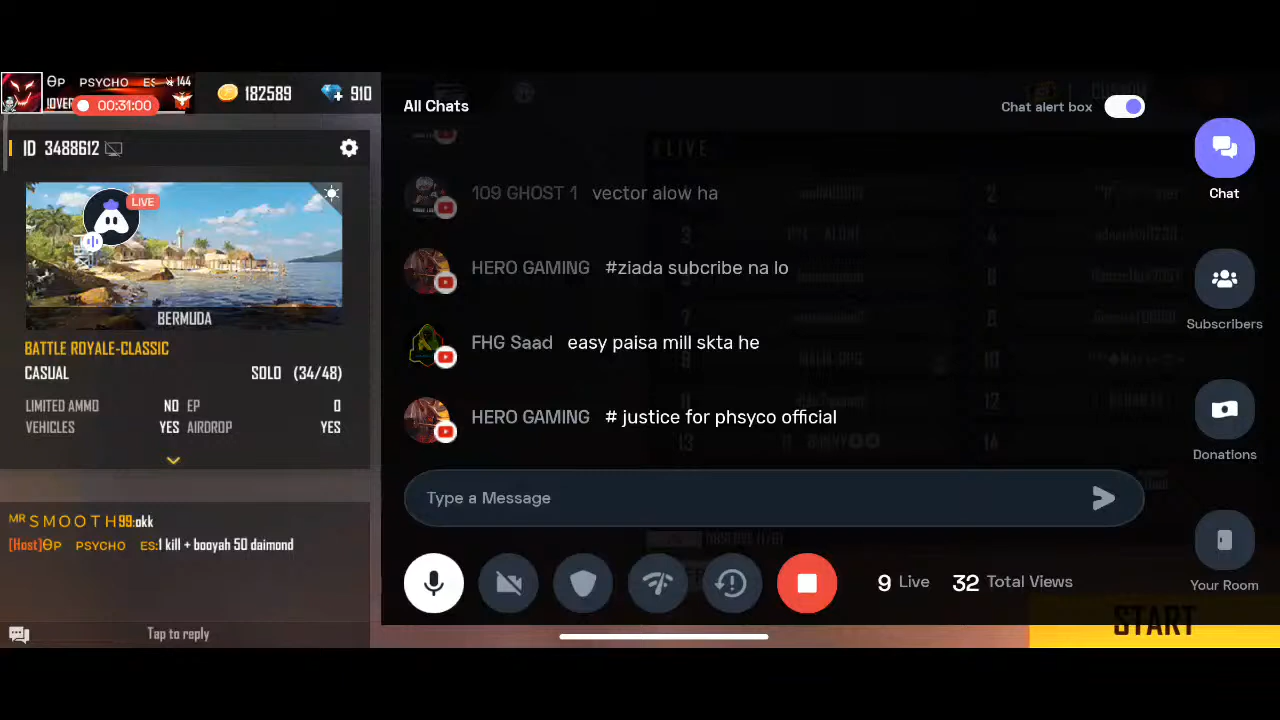 ѲP PSYCHO ES 144
00:31:00
182589
910
ID 3488612
LIVE
BERMUDA
BATTLE ROYALE-CLASSIC
CASUAL SOLO (34/48)
LIMITED AMMO NO EP 0
VEHICLES YES AIRDROP YES
ᴹᴿ S M O O T H 99:okk
[Host]ѲP PSYCHO ES:1 kill + booyah 50 daimond
Tap to reply
All Chats
Chat alert box
109 GHOST 1 vector alow ha
HERO GAMING #ziada subcribe na lo
FHG Saad easy paisa mill skta he
HERO GAMING # justice for phsyco official
Type a Message
9 Live 32 Total Views
Chat
Subscribers
Donations
Your Room
START